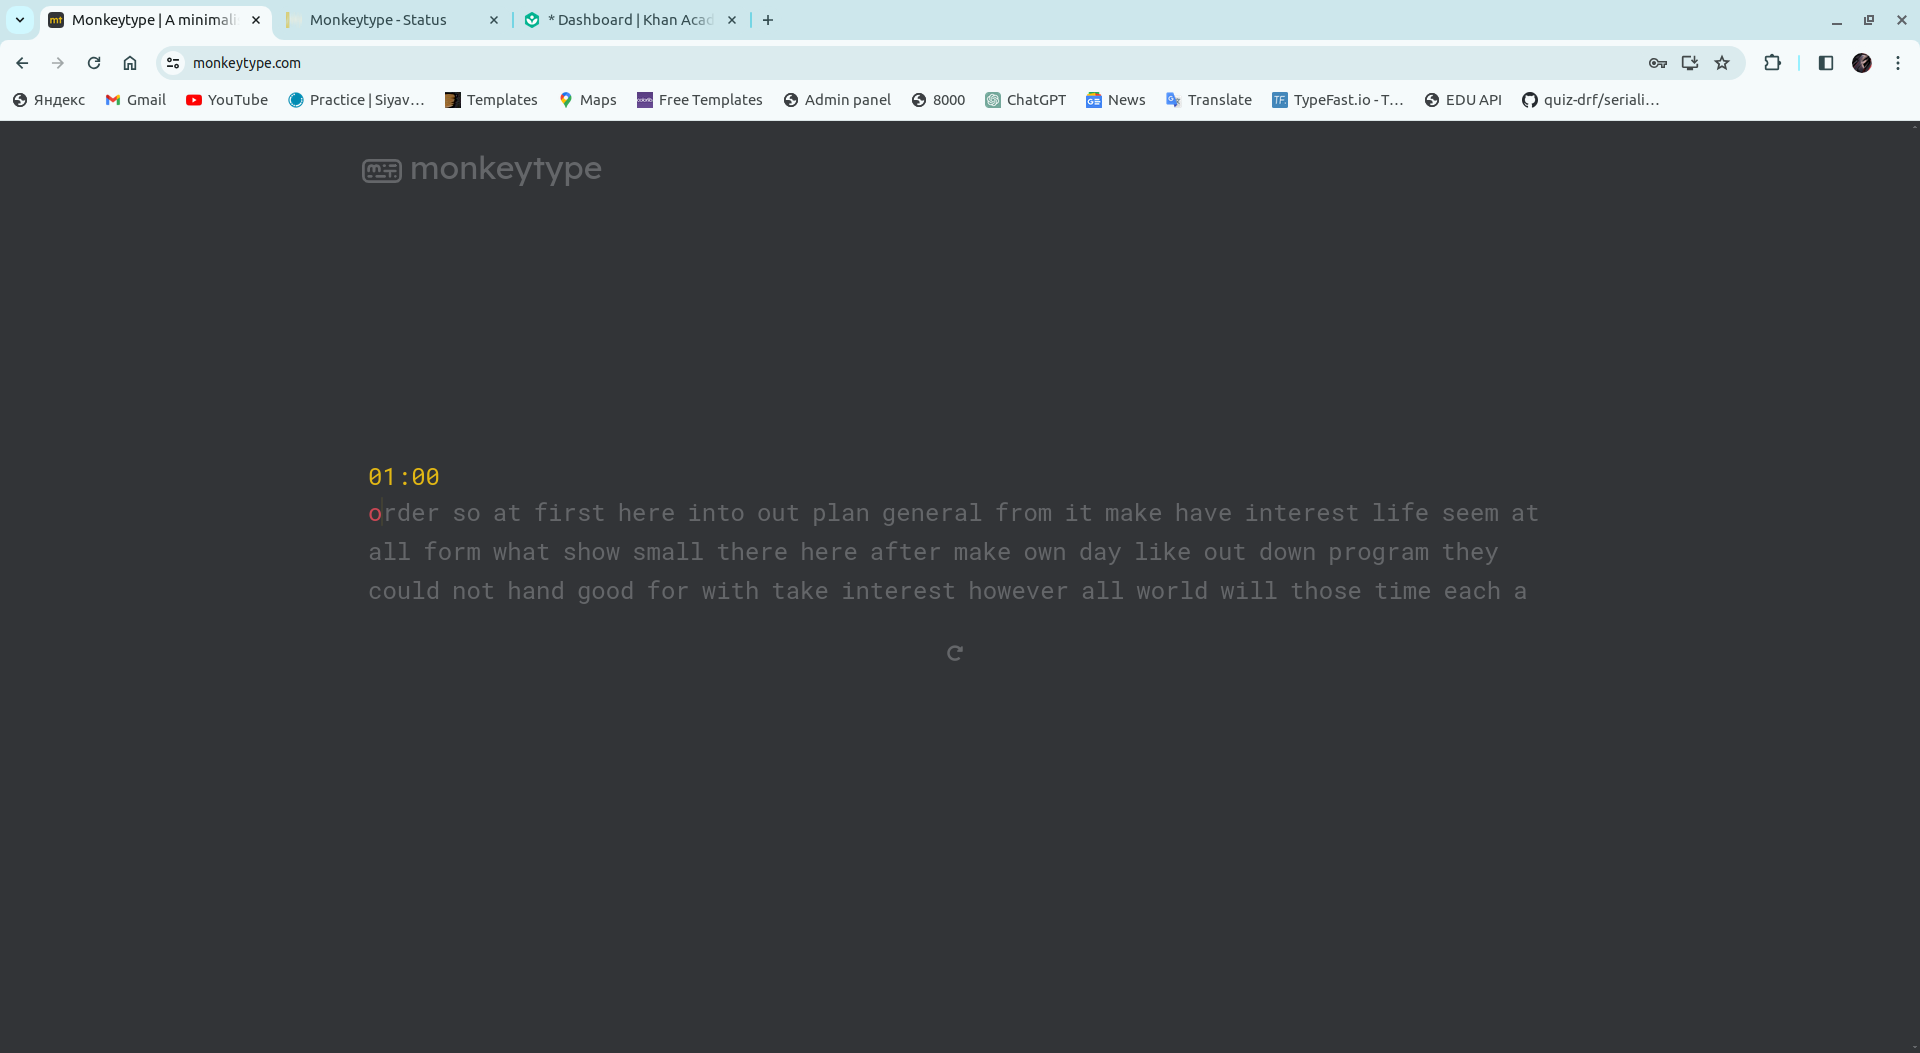 mt Monkeytype | A minimali
Monkeytype - Status
* Dashboard | Khan Acad
monkeytype.com
Яндекс
Gmail
YouTube
Practice | Siyav…
Templates
Maps
Free Templates
Admin panel
8000
ChatGPT
News
Translate
TF. TypeFast.io - T…
EDU API
quiz-drf/seriali…
monkeytype
01:00
order so at first here into out plan general from it make have interest life seem at
all form what show small there here after make own day like out down program they
could not hand good for with take interest however all world will those time each a